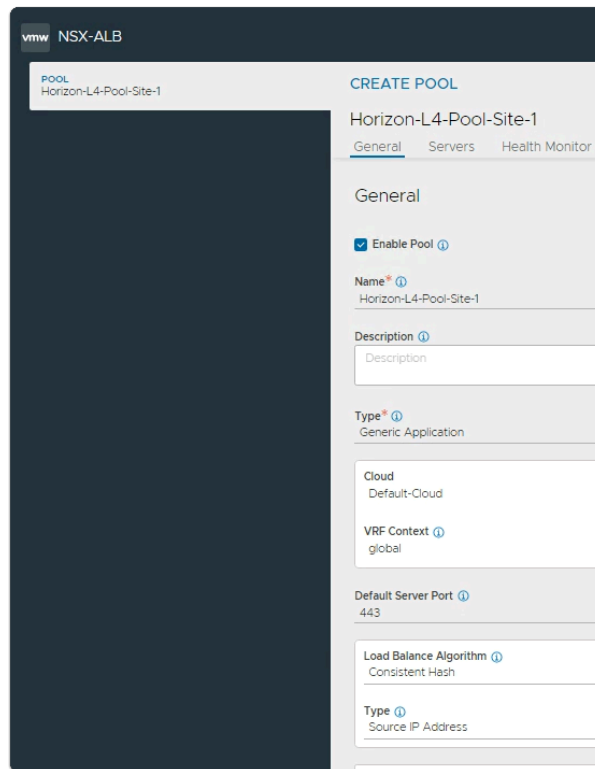 vmw NSX-ALB
POOL
Horizon-L4-Pool-Site-1
CREATE POOL
Horizon-L4-Pool-Site-1
General Servers Health Monitor
General
Enable Pool
Name*
Horizon-L4-Pool-Site-1
Description
Description
Type*
Generic Application
Cloud
Default-Cloud
VRF Context
global
Default Server Port
443
Load Balance Algorithm
Consistent Hash
Type
Source IP Address